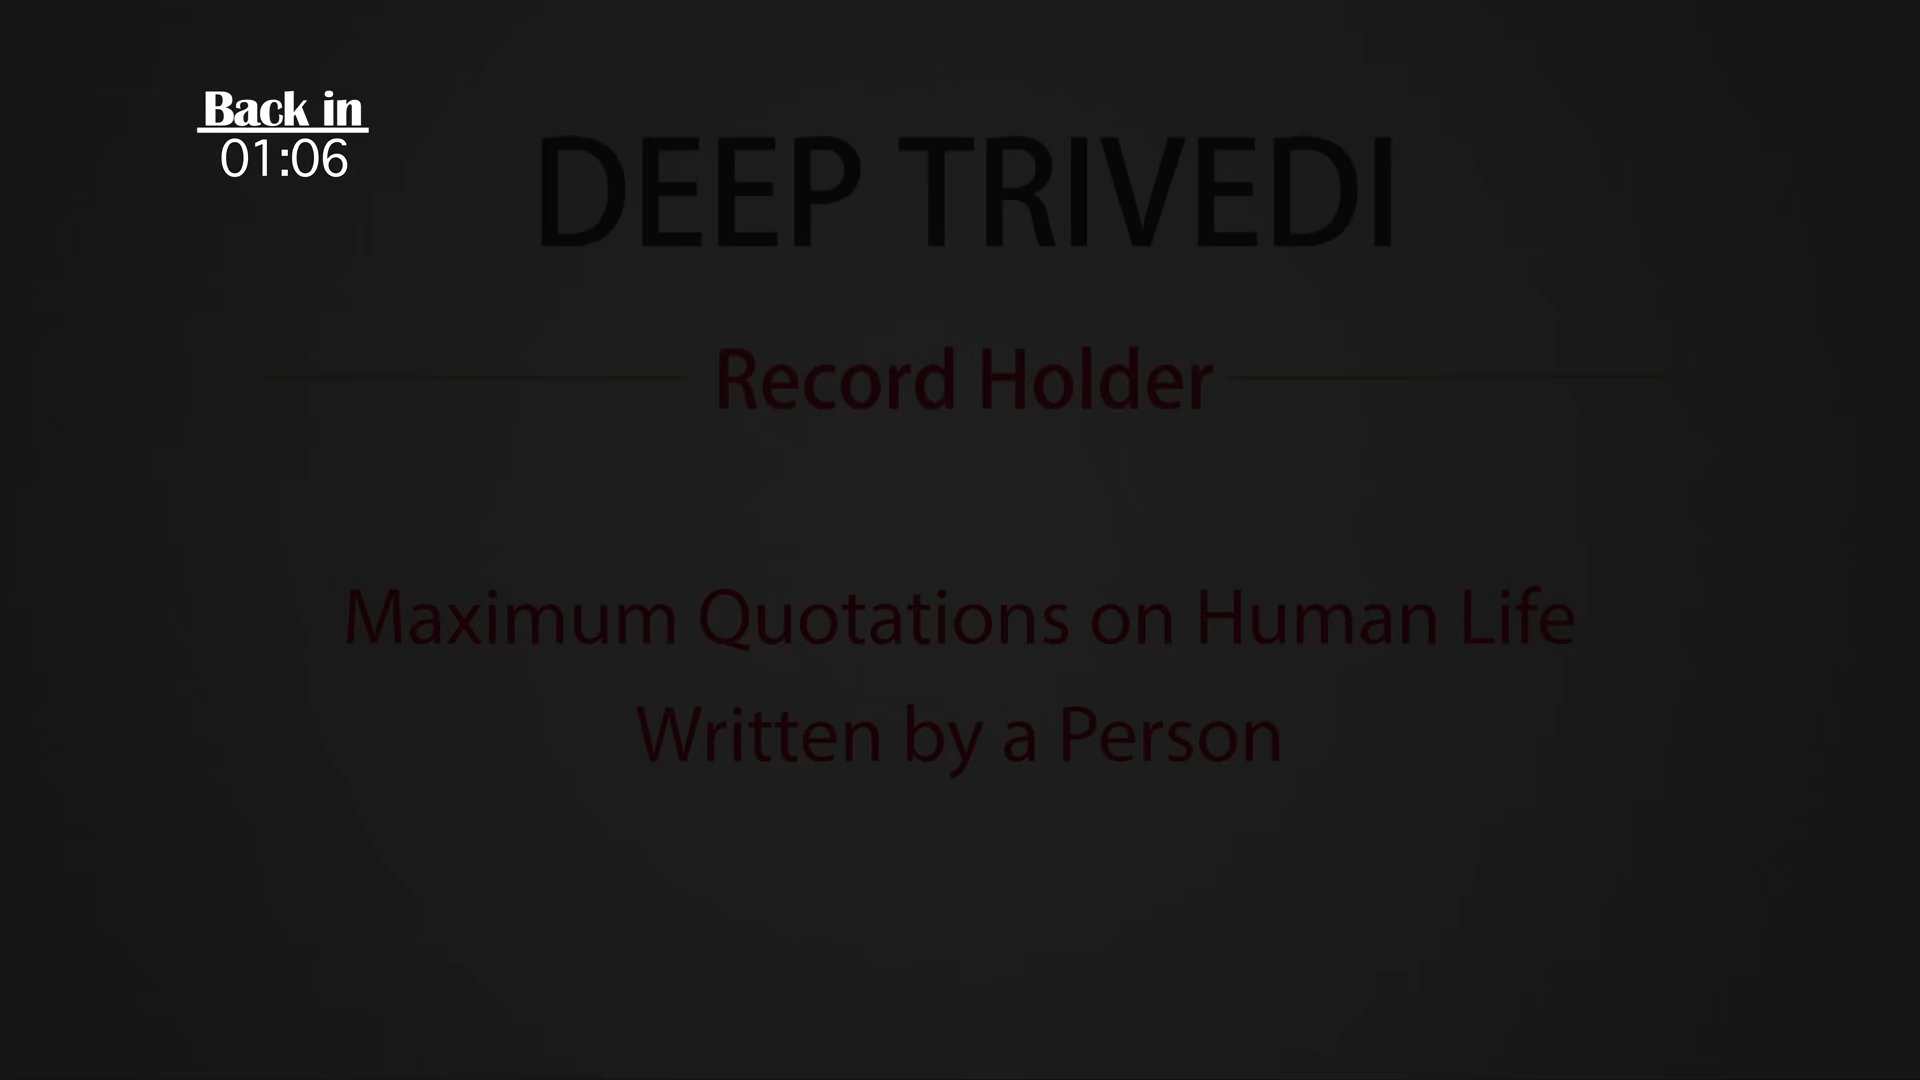 Back in
01:06
DEEP TRIVEDI
Record Holder
Maximum Quotations on Human Life
Written by a Person